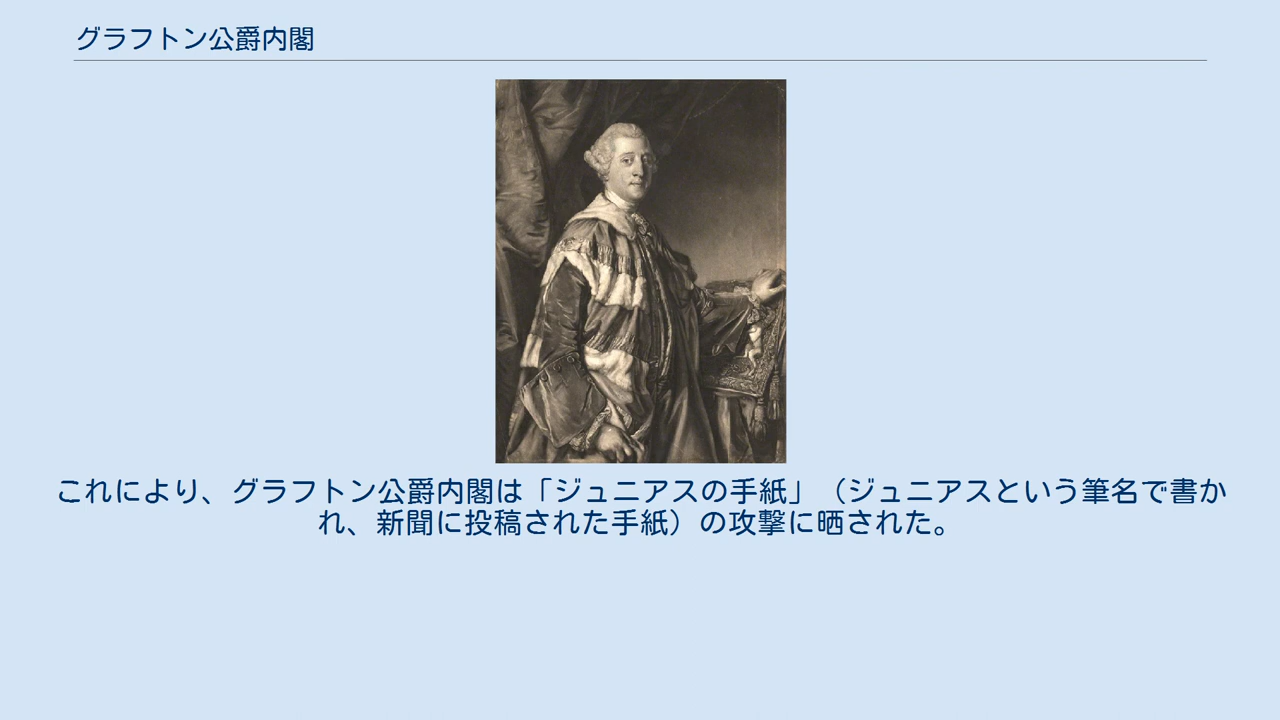 グラフトン公爵内閣
これにより、グラフトン公爵内閣は「ジュニアスの手紙」（ジュニアスという筆名で書か
れ、新聞に投稿された手紙）の攻撃に晒された。